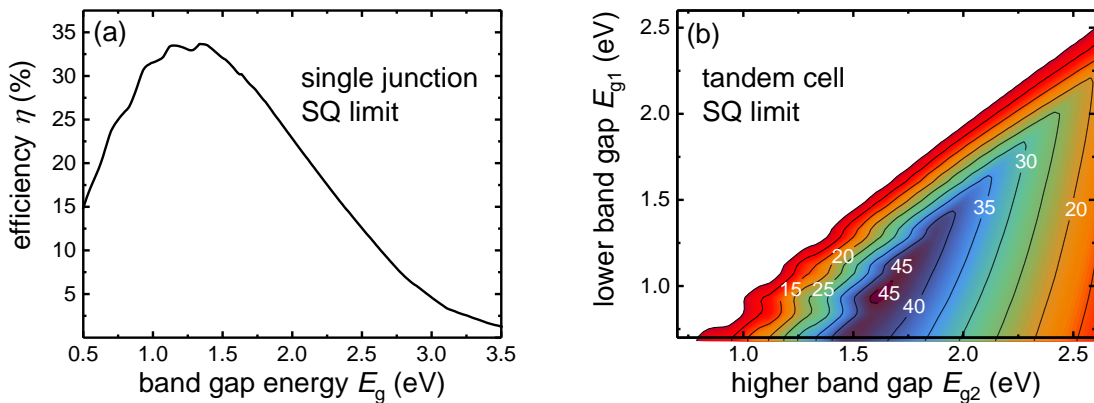 (a)
single junction
SQ limit
efficiency η (%)
35
30
25
20
15
10
5
0.5 1.0 1.5 2.0 2.5 3.0 3.5
band gap energy E_g (eV)
(b)
tandem cell
SQ limit
lower band gap E_g1 (eV)
2.5
2.0
1.5
1.0
30
35
20
20
45
15 25 45
40
1.0 1.5 2.0 2.5
higher band gap E_g2 (eV)